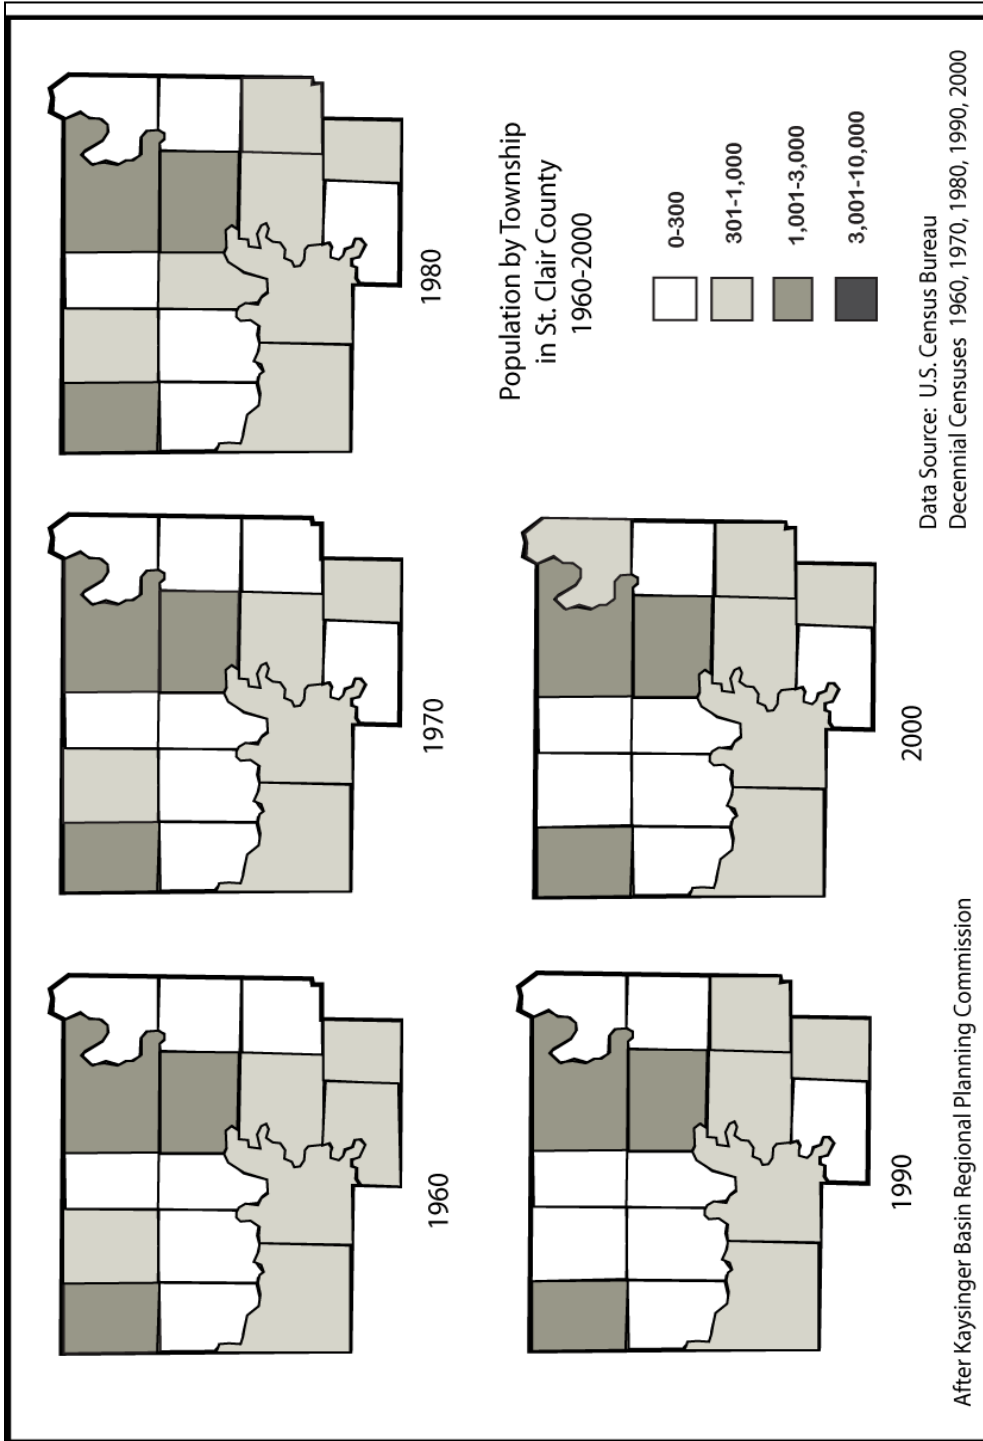 1960
1970
1980
1990
2000
Population by Township
in St. Clair County
1960-2000
0-300
301-1,000
1,001-3,000
3,001-10,000
After Kaysinger Basin Regional Planning Commission
Data Source: U.S. Census Bureau
Decennial Censuses 1960, 1970, 1980, 1990, 2000